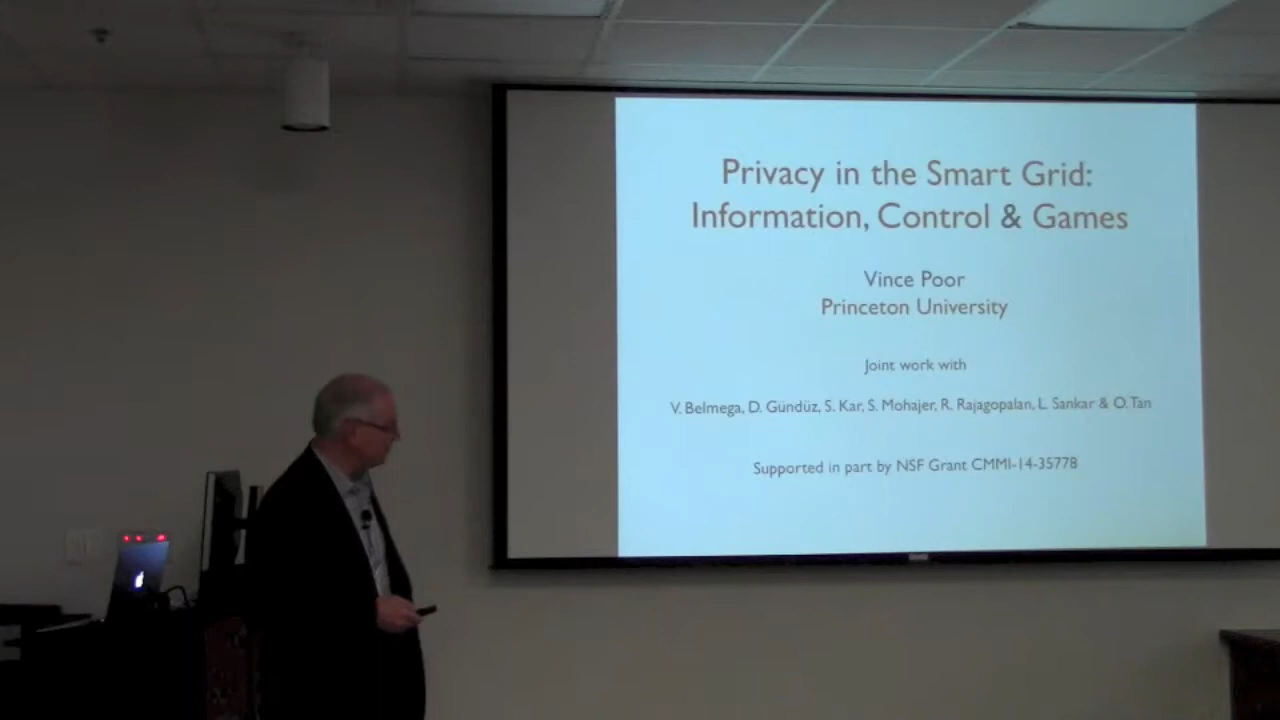 Privacy in the Smart Grid:
Information, Control & Games
Vince Poor
Princeton University
Joint work with
V. Belmega, D. Gündüz, S. Kar, S. Mohajer, R. Rajagopalan, L. Sankar & O. Tan
Supported in part by NSF Grant CMMI-14-35778